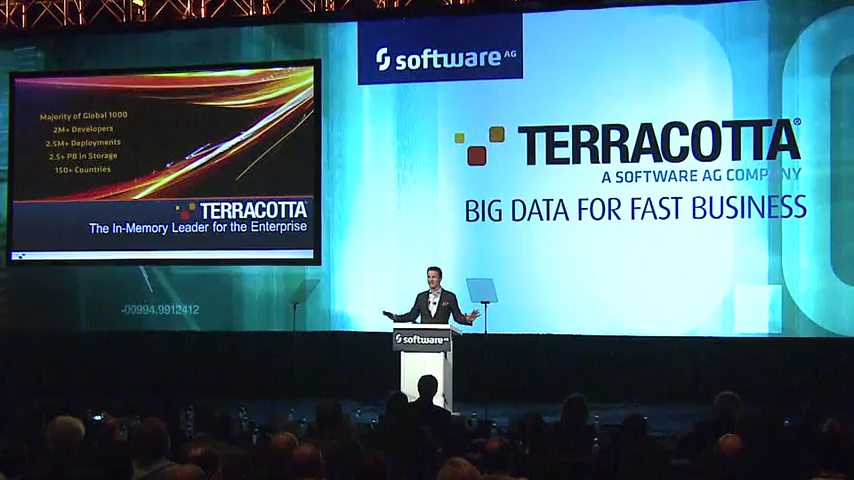 software AG
Majority of Global 1000
2M+ Developers
2.5M+ Deployments
2.5+ PB in Storage
150+ Countries
TERRACOTTA
The In-Memory Leader for the Enterprise
TERRACOTTA®
A SOFTWARE AG COMPANY
BIG DATA FOR FAST BUSINESS
-00994.9912412
software AG